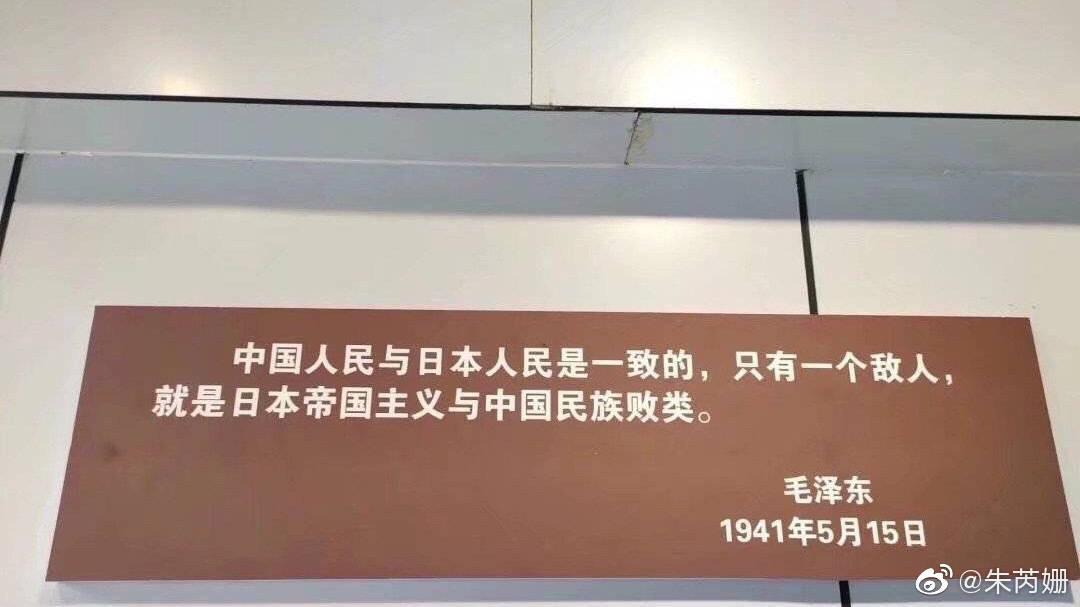 中国人民与日本人民是一致的，只有一个敌人，
就是日本帝国主义与中国民族败类。
毛泽东
1941年5月15日
@朱芮姗